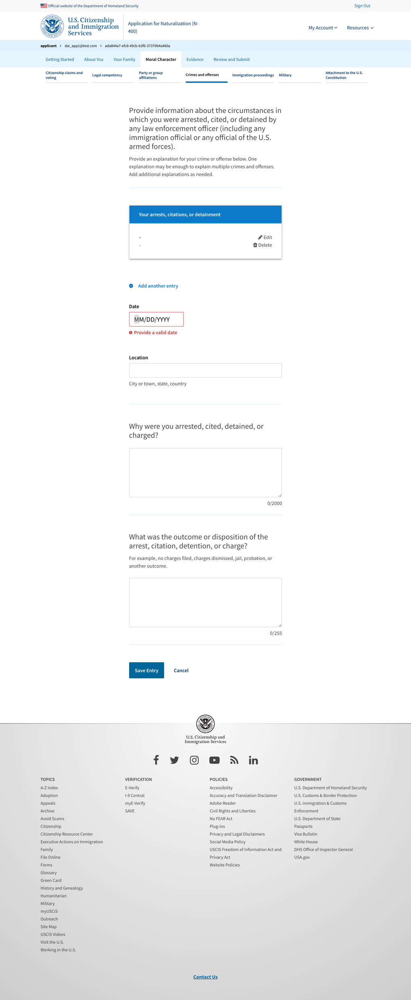 Official website of the Department of Homeland Security
Sign Out
U.S. Citizenship
and Immigration
Services
Application for Naturalization (N-
400)
My Account
Resources
applicant > dai_app1@test.com > ada844a7-efc8-49cb-b3f6-37370b4a460a
Getting Started
About You
Your Family
Moral Character
Evidence
Review and Submit
Citizenship claims and
voting
Legal competency
Party or group
affiliations
Crimes and offenses
Immigration proceedings
Military
Attachment to the U.S.
Constitution
Provide information about the circumstances in
which you were arrested, cited, or detained by
any law enforcement officer (including any
immigration official or any official of the U.S.
armed forces).
Provide an explanation for your crime or offense below. One
explanation may be enough to explain multiple crimes and offenses.
Add additional explanations as needed.
Your arrests, citations, or detainment
-
Edit
-
Delete
Add another entry
Date
MM/DD/YYYY
Provide a valid date
Location
City or town, state, country
Why were you arrested, cited, detained, or
charged?
0/2000
What was the outcome or disposition of the
arrest, citation, detention, or charge?
For example, no charges filed, charges dismissed, jail, probation, or
another outcome.
0/255
Save Entry
Cancel
U.S. Citizenship and
Immigration Services
TOPICS
A-Z Index
Adoption
Appeals
Archive
Avoid Scams
Citizenship
Citizenship Resource Center
Executive Actions on Immigration
Family
File Online
Forms
Glossary
Green Card
History and Genealogy
Humanitarian
Military
myUSCIS
Outreach
Site Map
USCIS Videos
Visit the U.S.
Working in the U.S.
VERIFICATION
E-Verify
I-9 Central
myE-Verify
SAVE
POLICIES
Accessibility
Accuracy and Translation Disclaimer
Adobe Reader
Civil Rights and Liberties
No FEAR Act
Plug-ins
Privacy and Legal Disclaimers
Social Media Policy
USCIS Freedom of Information Act and
Privacy Act
Website Policies
GOVERNMENT
U.S. Department of Homeland Security
U.S. Customs & Border Protection
U.S. Immigration & Customs
Enforcement
U.S. Department of State
Passports
Visa Bulletin
White House
DHS Office of Inspector General
USA.gov
Contact Us